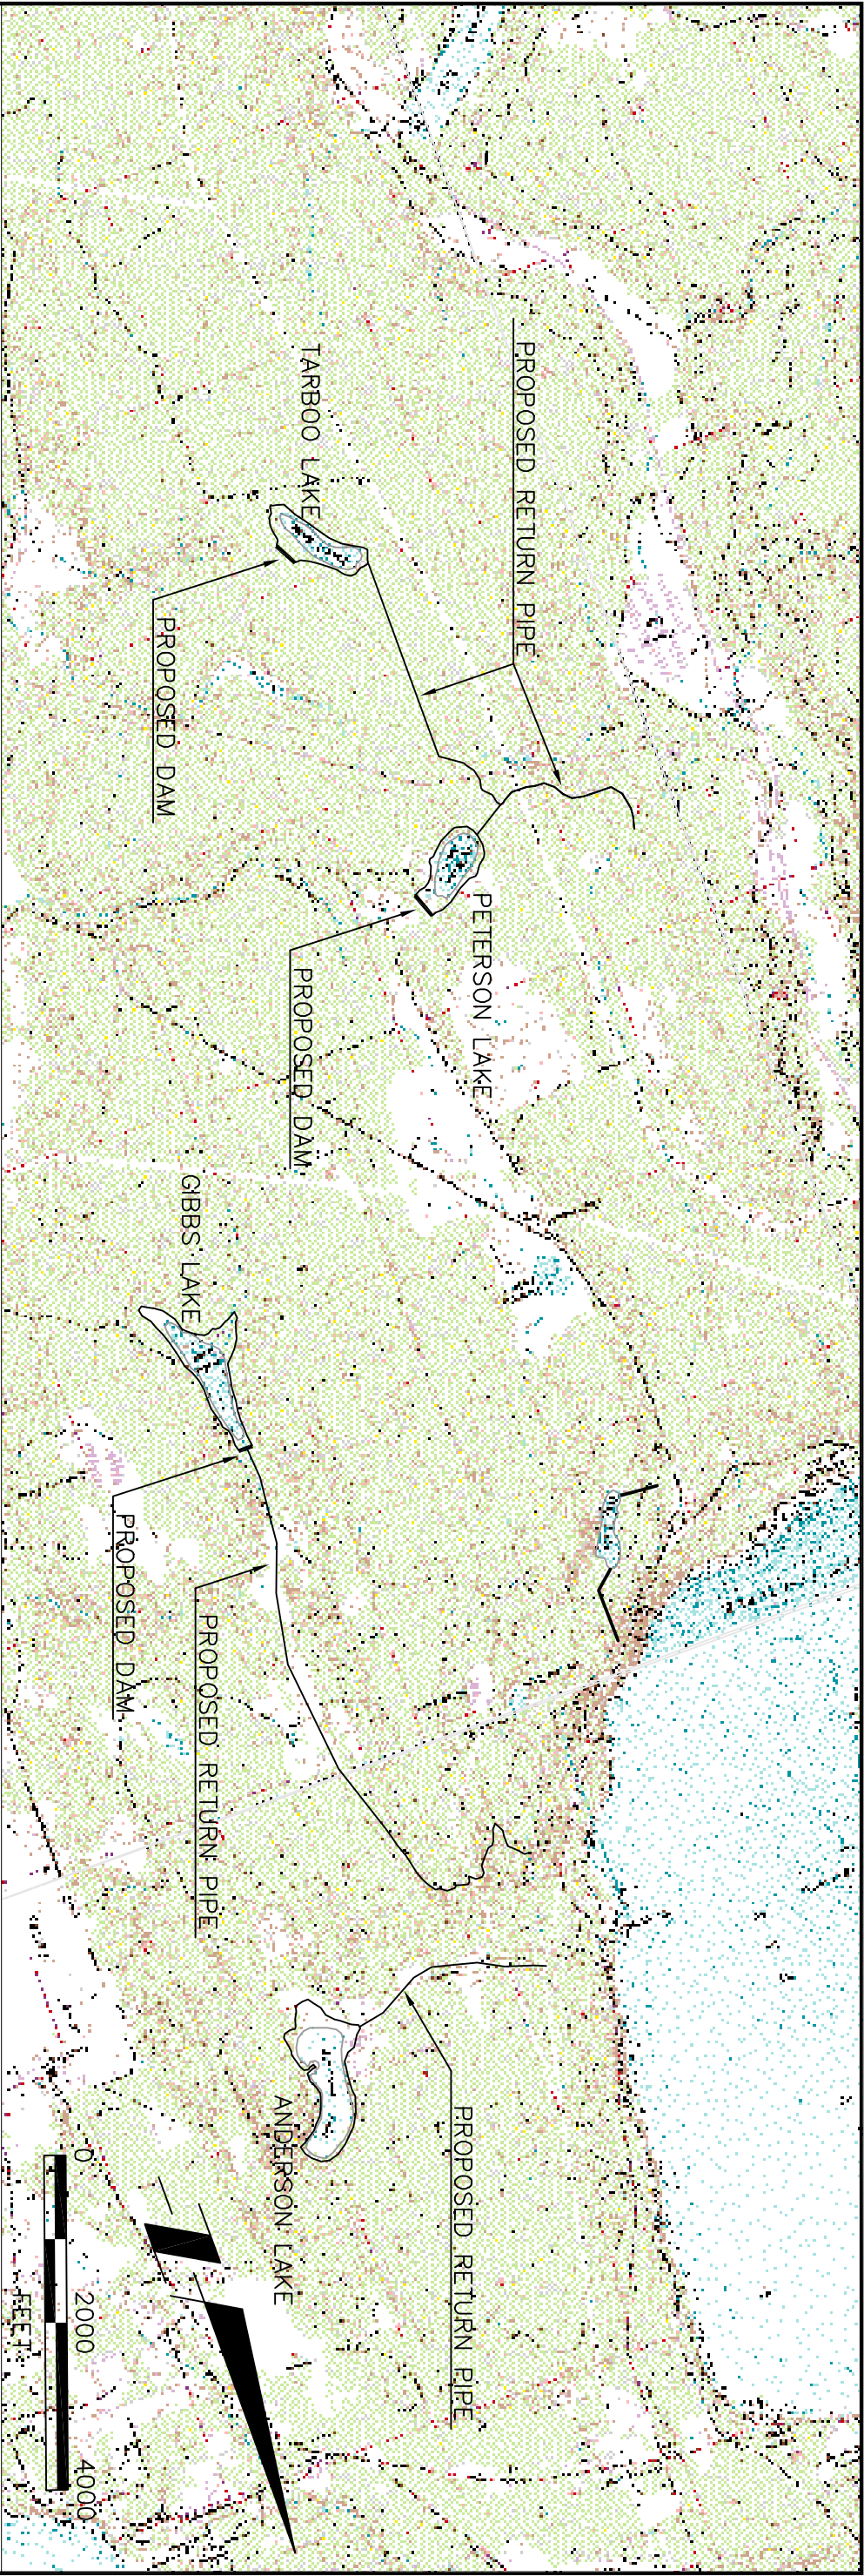 PROPOSED RETURN PIPE
TARBOO LAKE
PROPOSED DAM
PETERSON LAKE
PROPOSED DAM
GIBBS LAKE
PROPOSED DAM
PROPOSED RETURN PIPE
PROPOSED RETURN PIPE
ANDERSON LAKE
0 2000 4000
FEET